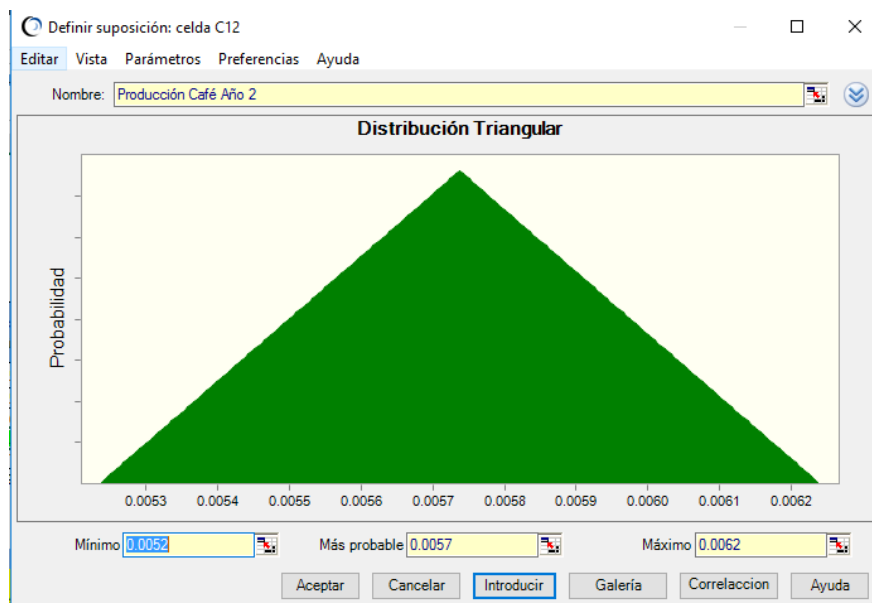 Definir suposición: celda C12
Editar Vista Parámetros Preferencias Ayuda
Nombre: Producción Café Año 2
Distribución Triangular
Probabilidad
0.0053 0.0054 0.0055 0.0056 0.0057 0.0058 0.0059 0.0060 0.0061 0.0062
Mínimo 0.0052 Más probable 0.0057 Máximo 0.0062
Aceptar Cancelar Introducir Galería Correlaccion Ayuda